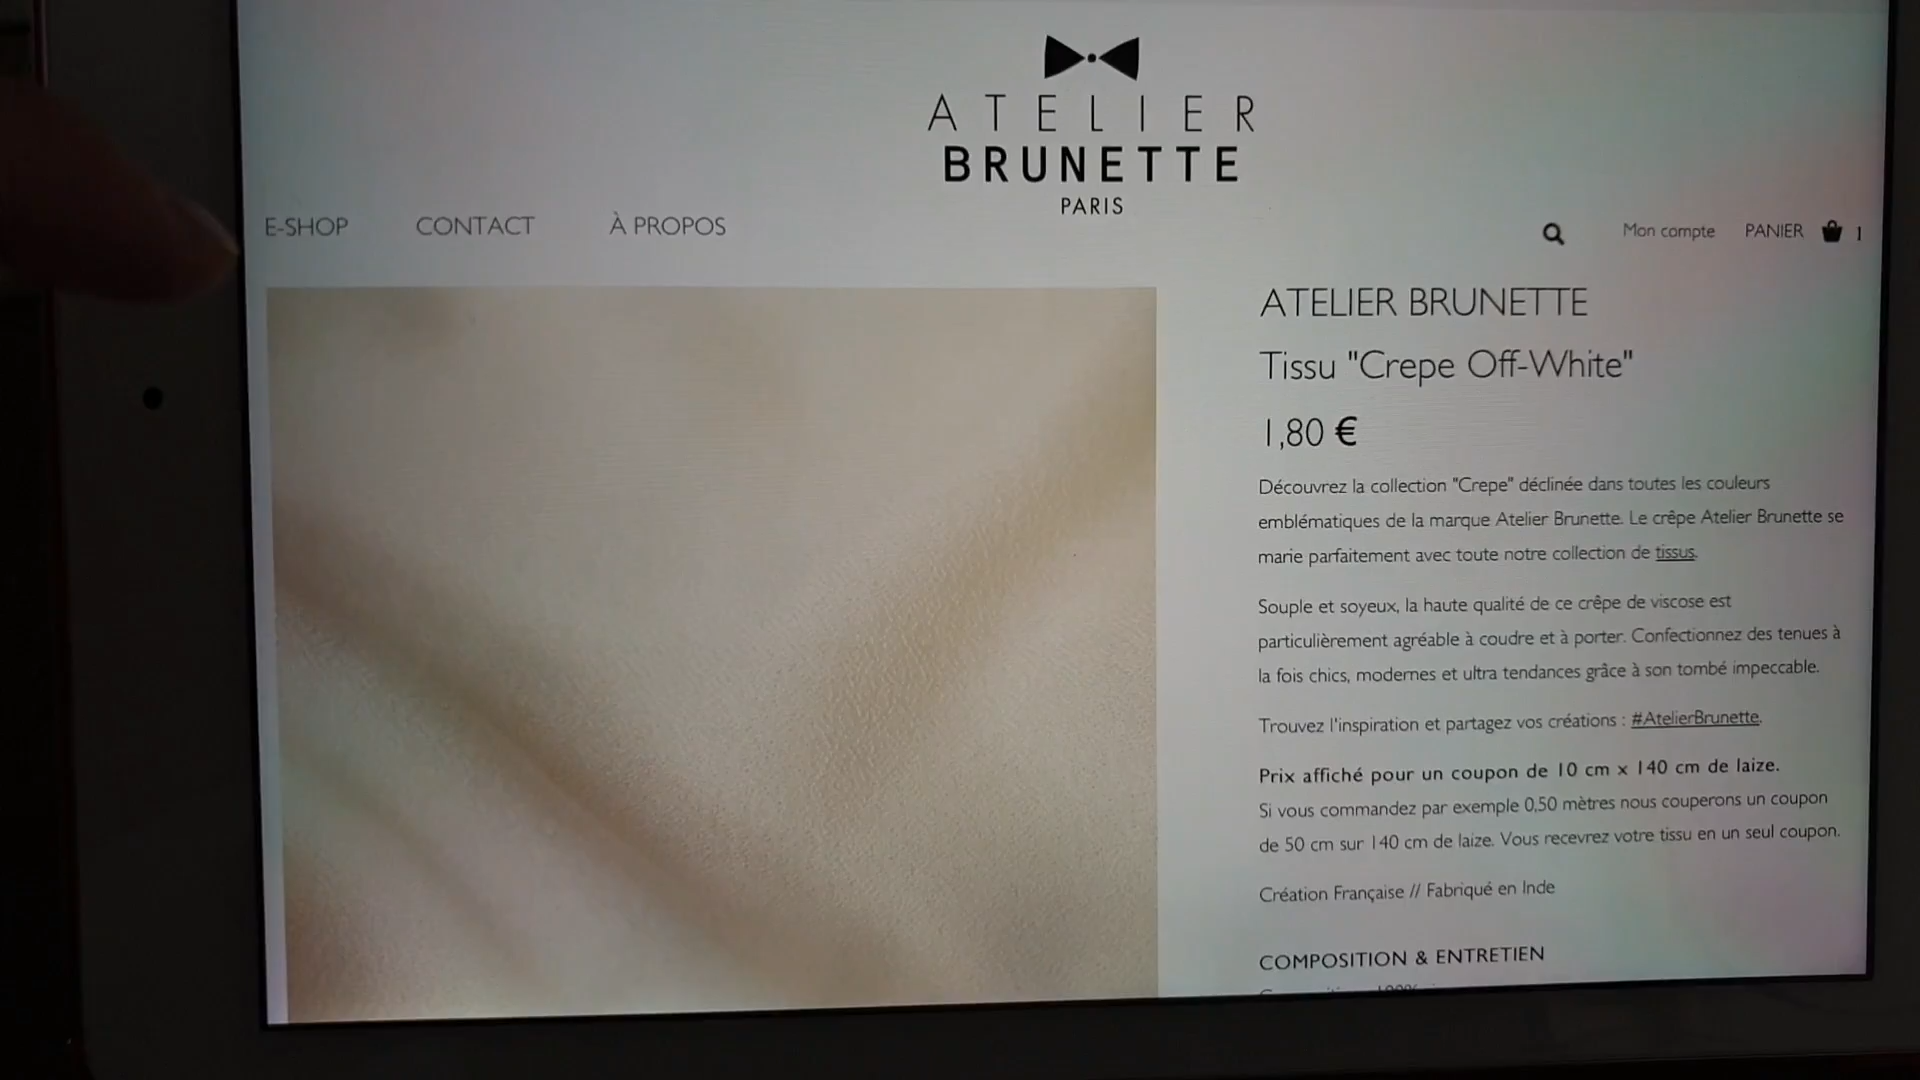 ATELIER
BRUNETTE
PARIS
E-SHOP CONTACT À PROPOS
Mon compte PANIER 1
ATELIER BRUNETTE
Tissu "Crepe Off-White"
1,80 €
Découvrez la collection "Crepe" déclinée dans toutes les couleurs
emblématiques de la marque Atelier Brunette. Le crêpe Atelier Brunette se
marie parfaitement avec toute notre collection de tissus.
Souple et soyeux, la haute qualité de ce crêpe de viscose est
particulièrement agréable à coudre et à porter. Confectionnez des tenues à
la fois chics, modernes et ultra tendances grâce à son tombé impeccable.
Trouvez l'inspiration et partagez vos créations : #AtelierBrunette.
Prix affiché pour un coupon de 10 cm x 140 cm de laize.
Si vous commandez par exemple 0,50 mètres nous couperons un coupon
de 50 cm sur 140 cm de laize. Vous recevrez votre tissu en un seul coupon.
Création Française // Fabriqué en Inde
COMPOSITION & ENTRETIEN